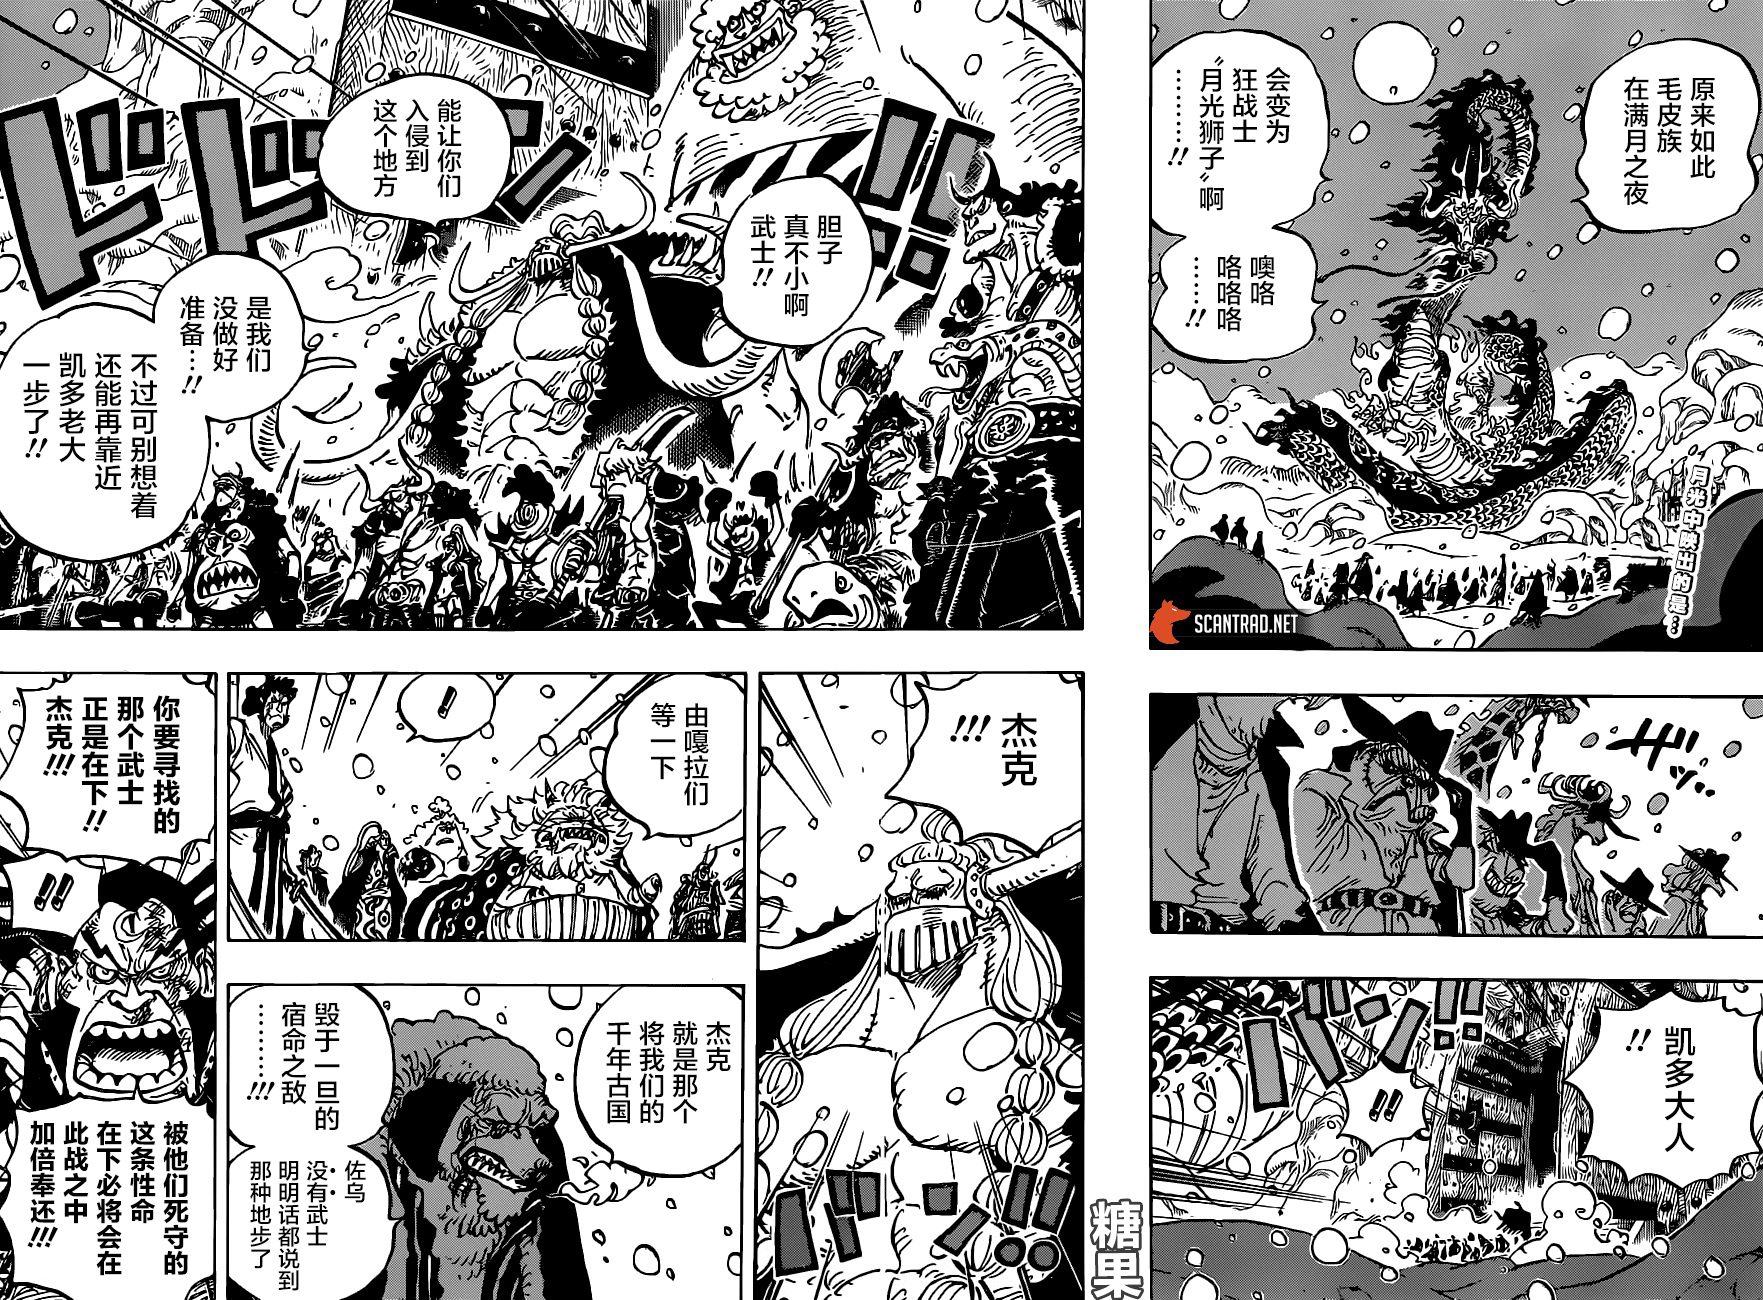 原来如此
毛皮族
在满月之夜
会变为
狂战士
“月光狮子”啊
………!!
噢咯
咯咯咯
……!!
月光中映出的是…
SCANTRAD.NET
凯多大人
!!
!!
胆子
真不小啊
武士!!
能让你们
入侵到
这个地方
是我们
没做好
准备…!!
不过可别想着
还能再靠近
凯多老大
一步了!!
ドドン
!!
杰克
!!!
由嘎拉们
等一下
!
杰克
就是那个
将我们的
千年古国
毁于一旦的
宿命之敌
………!!!
佐乌
没有武士
明明话都说到
那种地步了
你要寻找的
那个武士
正是在下!!
杰克!!!
!!
被他们死守的
这条性命
在下必将会在
此战之中
加倍奉还!!!
糖果